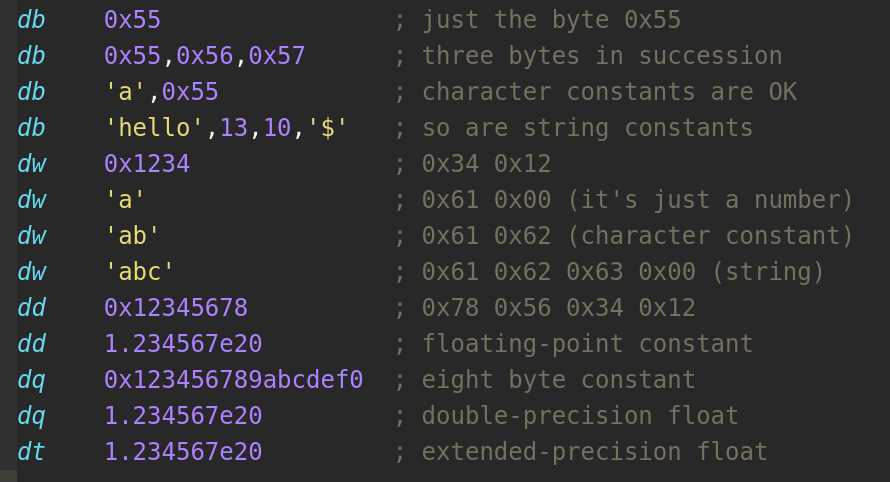 db    0x55                ; just the byte 0x55
db    0x55,0x56,0x57      ; three bytes in succession
db    'a',0x55            ; character constants are OK
db    'hello',13,10,'$'   ; so are string constants
dw    0x1234              ; 0x34 0x12
dw    'a'                 ; 0x61 0x00 (it's just a number)
dw    'ab'                ; 0x61 0x62 (character constant)
dw    'abc'               ; 0x61 0x62 0x63 0x00 (string)
dd    0x12345678          ; 0x78 0x56 0x34 0x12
dd    1.234567e20         ; floating-point constant
dq    0x123456789abcdef0  ; eight byte constant
dq    1.234567e20         ; double-precision float
dt    1.234567e20         ; extended-precision float